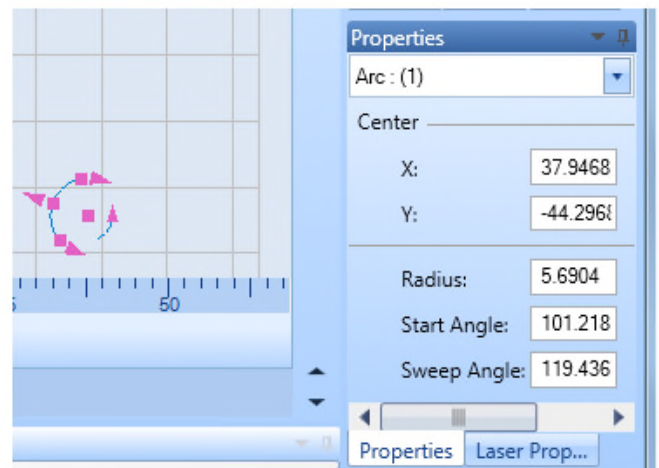 Properties
Arc : (1)
Center
X: 37.9468
Y: -44.2968
Radius: 5.6904
Start Angle: 101.218
Sweep Angle: 119.436
50
Properties Laser Prop...